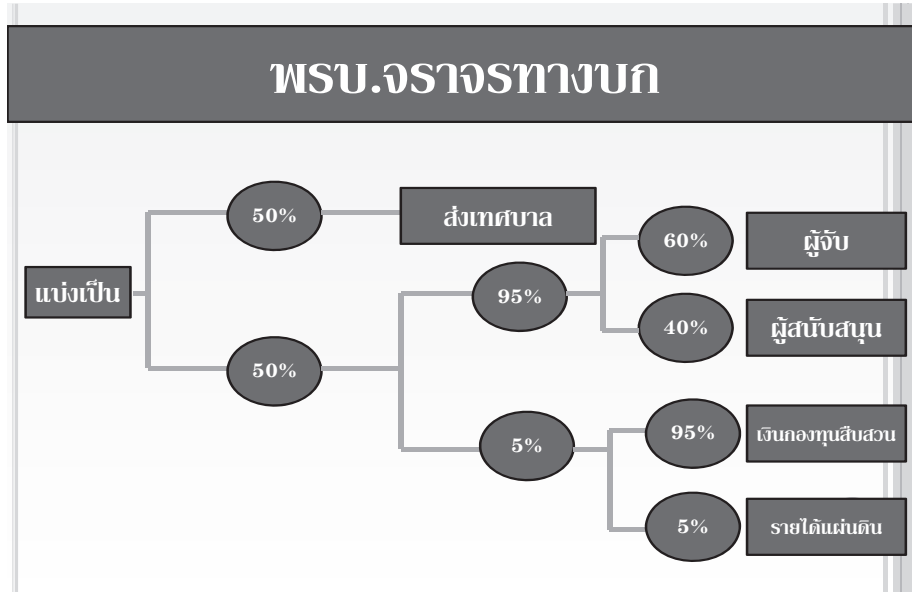 พรบ.จราจรทางบก
แบ่งเป็น
50%
ส่งเทศบาล
50%
95%
60%
ผู้จับ
40%
ผู้สนับสนุน
5%
95%
เงินกองทุนสืบสวน
5%
รายได้แผ่นดิน